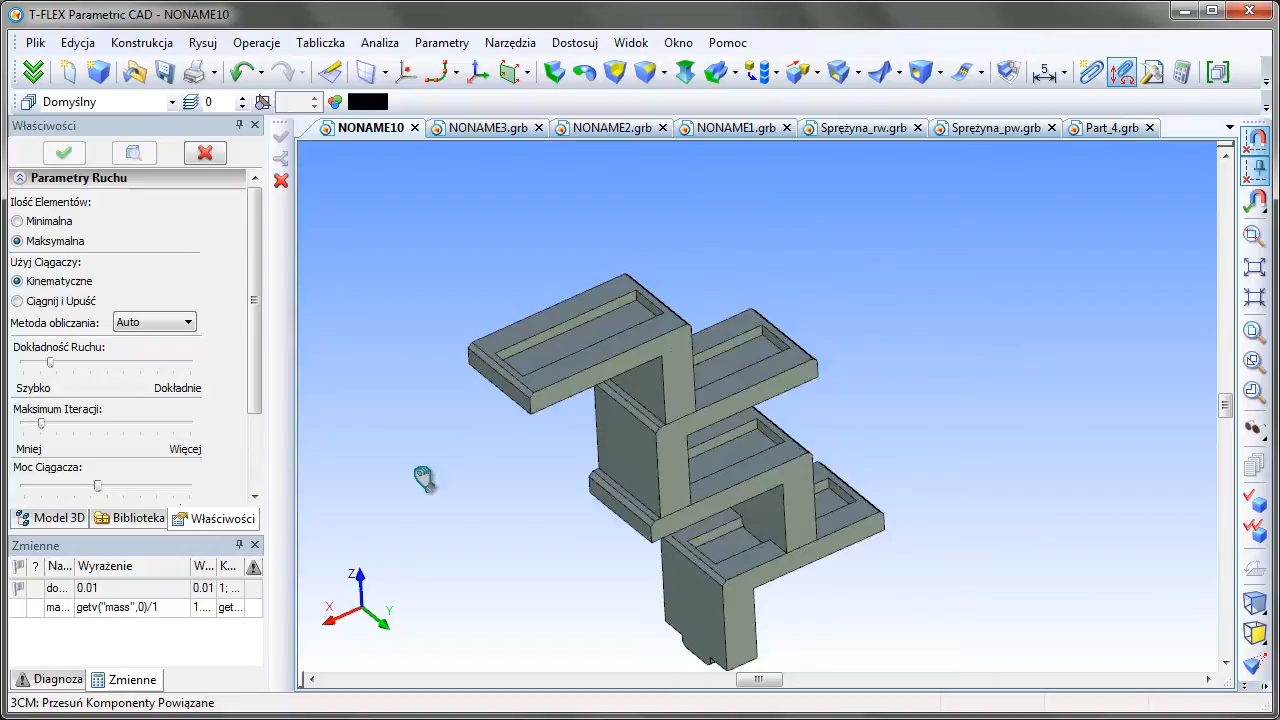 T-FLEX Parametric CAD - NONAME10
Plik Edycja Konstrukcja Rysuj Operacje Tabliczka Analiza Parametry Narzędzia Dostosuj Widok Okno Pomoc
5
Domyślny 0
Właściwości
NONAME10 NONAME3.grb NONAME2.grb NONAME1.grb Sprężyna_rw.grb Sprężyna_pw.grb Part_4.grb
Parametry Ruchu
Ilość Elementów:
Minimalna
Maksymalna
Użyj Ciągaczy:
Kinematyczne
Ciągnij i Upuść
Metoda obliczania: Auto
Dokładność Ruchu:
Szybko Dokładnie
Maksimum Iteracji:
Mniej Więcej
Moc Ciągacza:
Model 3D Biblioteka Właściwości
Zmienne
? Na... Wyrażenie W... K...
do... 0.01 0.01 1;
ma... getv("mass",0)/1 1.... get...
Z
X
Y
Diagnoza Zmienne
3CM: Przesuń Komponenty Powiązane